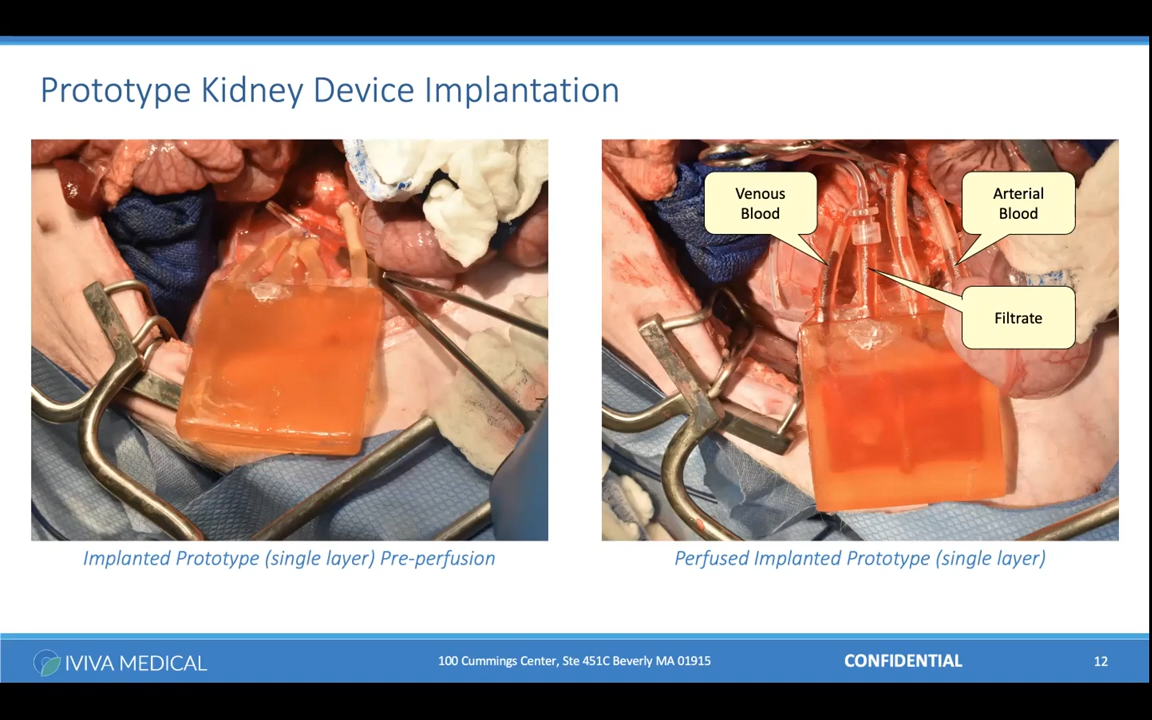 Prototype Kidney Device Implantation
Venous
Blood
Arterial
Blood
Filtrate
Implanted Prototype (single layer) Pre-perfusion
Perfused Implanted Prototype (single layer)
IVIVA MEDICAL
100 Cummings Center, Ste 451C Beverly MA 01915
CONFIDENTIAL
12